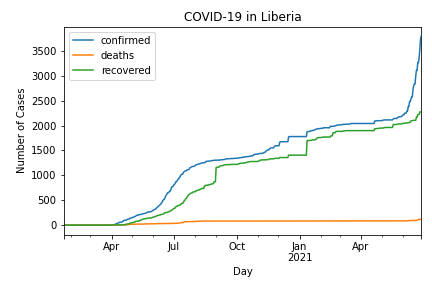 COVID-19 in Liberia
confirmed
deaths
recovered
Number of Cases
3500
3000
2500
2000
1500
1000
500
0
Apr
Jul
Oct
Jan
2021
Apr
Day